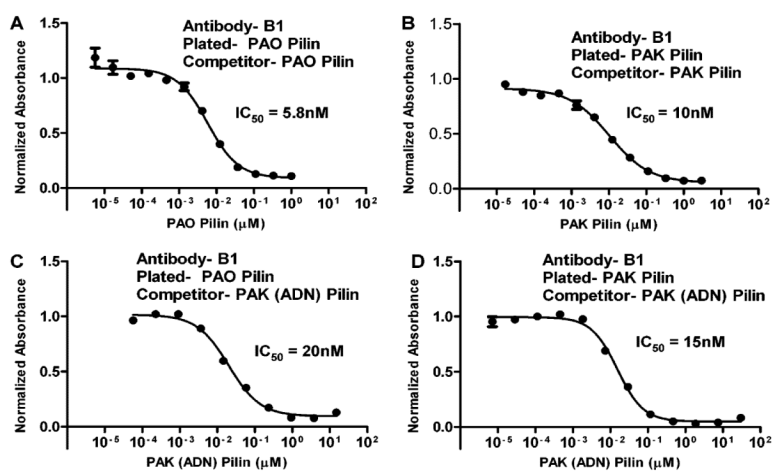 A
Antibody- B1
Plated- PAO Pilin
Competitor- PAO Pilin
IC50 = 5.8nM
Normalized Absorbance
1.5
1.0
0.5
0.0
10-5 10-4 10-3 10-2 10-1 100 101 102
PAO Pilin (μM)
B
Antibody- B1
Plated- PAK Pilin
Competitor- PAK Pilin
IC50 = 10nM
Normalized Absorbance
1.5
1.0
0.5
0.0
10-5 10-4 10-3 10-2 10-1 100 101 102
PAK Pilin (μM)
C
Antibody- B1
Plated- PAO Pilin
Competitor- PAK (ADN) Pilin
IC50 = 20nM
Normalized Absorbance
1.5
1.0
0.5
0.0
10-5 10-4 10-3 10-2 10-1 100 101 102
PAK (ADN) Pilin (μM)
D
Antibody- B1
Plated- PAK Pilin
Competitor- PAK (ADN) Pilin
IC50 = 15nM
Normalized Absorbance
1.5
1.0
0.5
0.0
10-5 10-4 10-3 10-2 10-1 100 101 102
PAK (ADN) Pilin (μM)